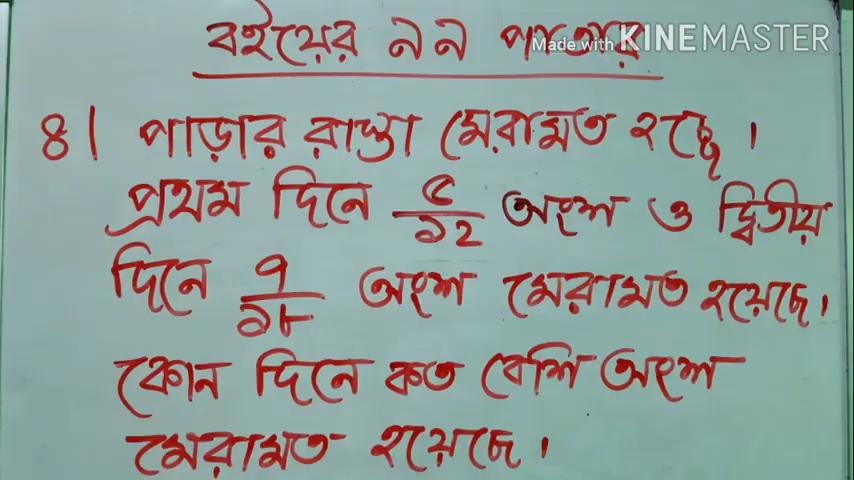 বইয়ের ৯৯ পাতার
Made with KINEMASTER
৪। পাড়ার রাস্তা মেরামত হচ্ছে।
প্রথম দিনে ৫/১২ অংশ ও দ্বিতীয়
দিনে ৭/১৮ অংশ মেরামত হয়েছে।
কোন দিনে কত বেশি অংশ
মেরামত হয়েছে।